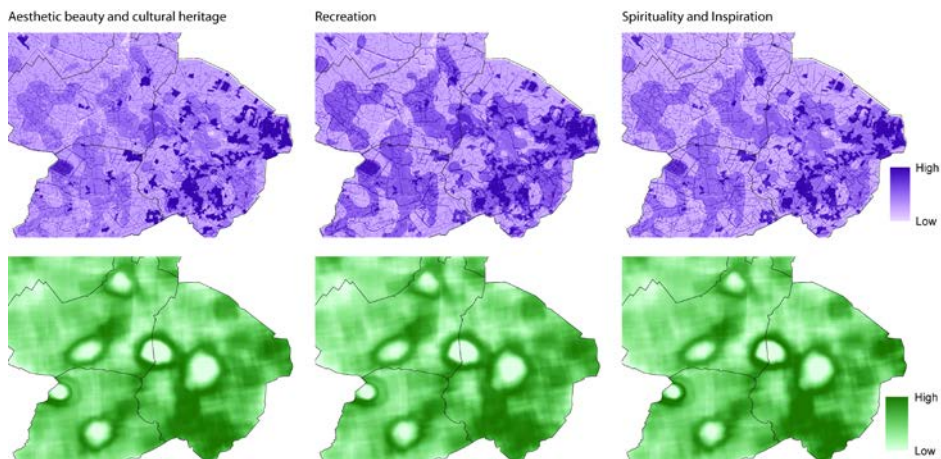 Aesthetic beauty and cultural heritage
Recreation
Spirituality and Inspiration
High
Low
High
Low